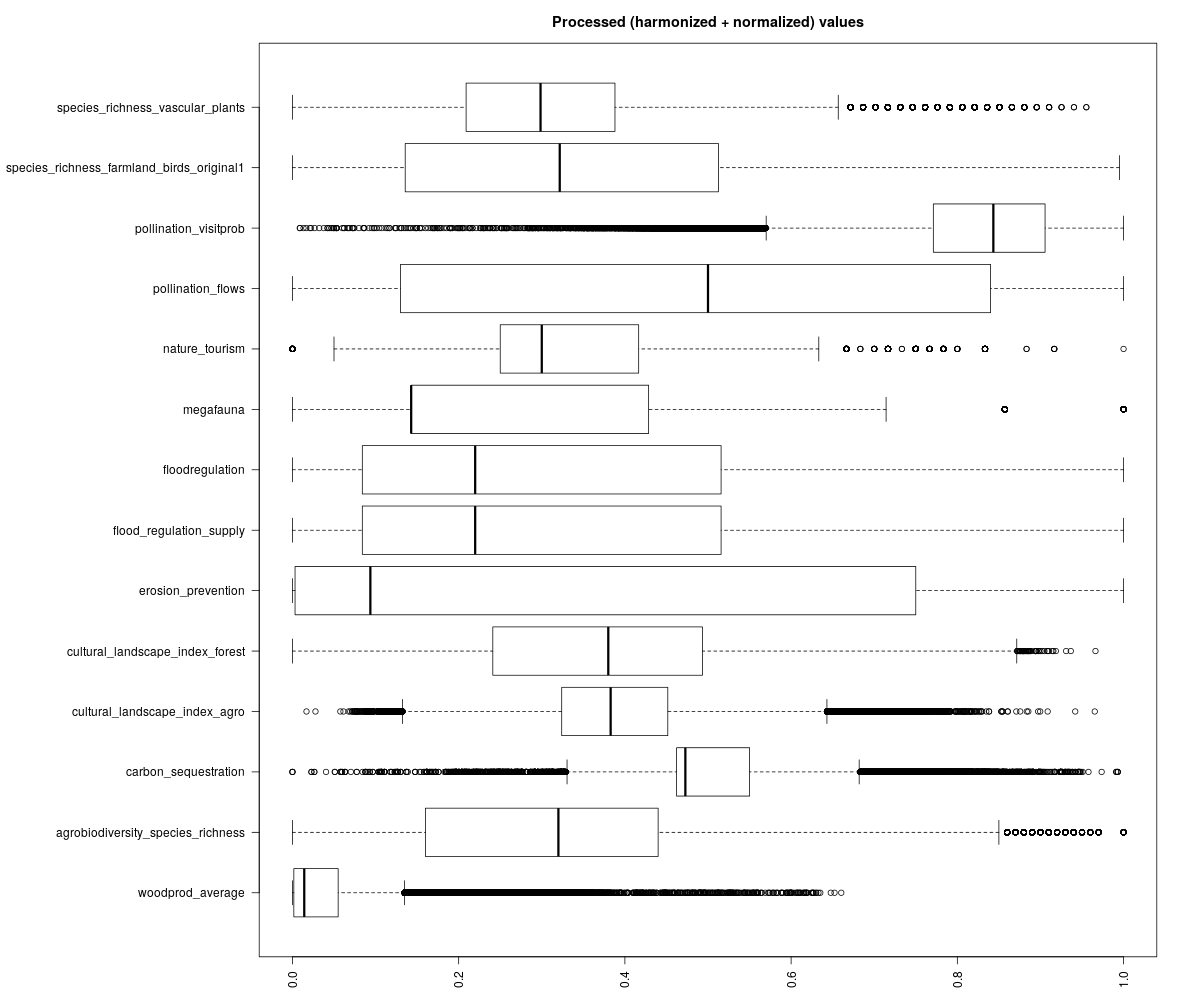 Processed (harmonized + normalized) values
species_richness_vascular_plants
species_richness_farmland_birds_original1
pollination_visitprob
pollination_flows
nature_tourism
megafauna
floodregulation
flood_regulation_supply
erosion_prevention
cultural_landscape_index_forest
cultural_landscape_index_agro
carbon_sequestration
agrobiodiversity_species_richness
woodprod_average
0.0
0.2
0.4
0.6
0.8
1.0